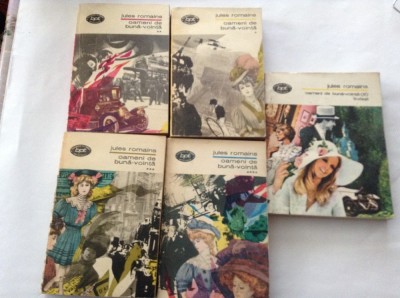 bpt
jules romains
oameni de
bună-voință
**
bpt
jules romains
oameni de
bună-voință
bpt
jules romains
bpt
jules romains
oameni de
bună-voință
***
bpt
jules romains
oameni de
bună-voință
****